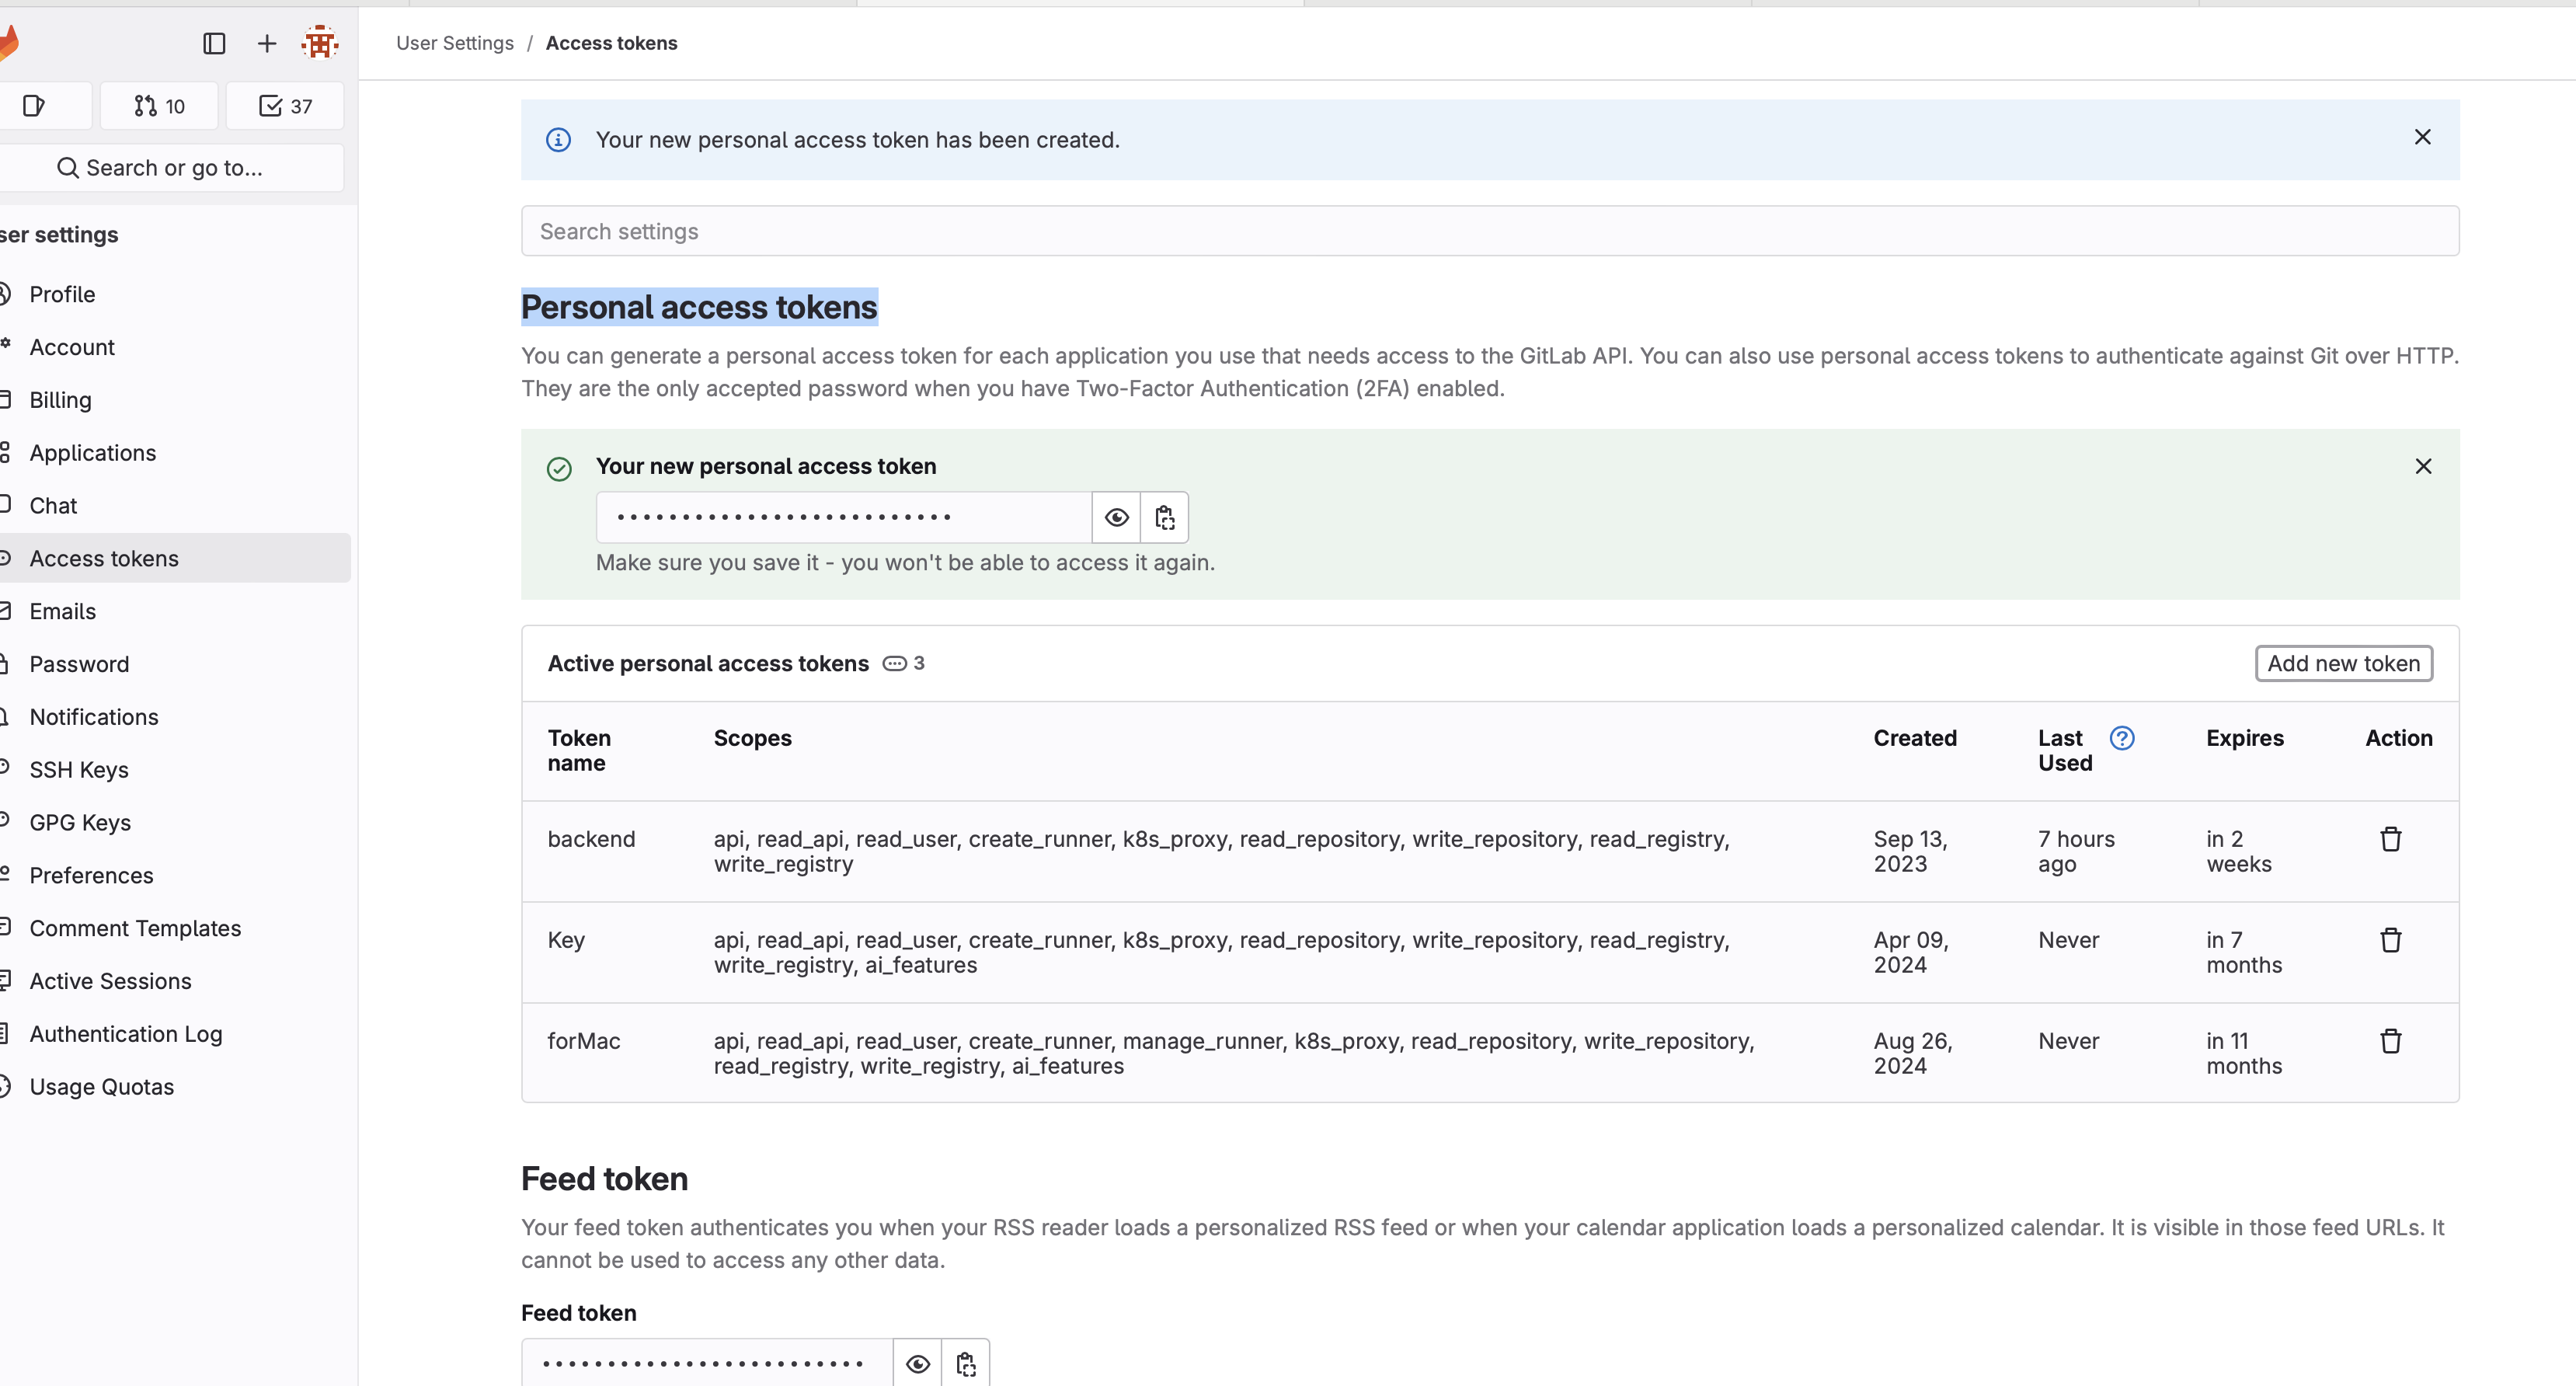 User Settings / Access tokens
10
37
Search or go to...
ser settings
Profile
Account
Billing
Applications
Chat
Access tokens
Emails
Password
Notifications
SSH Keys
GPG Keys
Preferences
Comment Templates
Active Sessions
Authentication Log
Usage Quotas
Your new personal access token has been created.
Search settings
Personal access tokens
You can generate a personal access token for each application you use that needs access to the GitLab API. You can also use personal access tokens to authenticate against Git over HTTP.
They are the only accepted password when you have Two-Factor Authentication (2FA) enabled.
Your new personal access token
Make sure you save it - you won't be able to access it again.
Active personal access tokens 3
Add new token
Token name Scopes Created Last Used Expires Action
backend
api, read_api, read_user, create_runner, k8s_proxy, read_repository, write_repository, read_registry,
write_registry
Sep 13,
2023
7 hours
ago
in 2
weeks
Key
api, read_api, read_user, create_runner, k8s_proxy, read_repository, write_repository, read_registry,
write_registry, ai_features
Apr 09,
2024
Never
in 7
months
forMac
api, read_api, read_user, create_runner, manage_runner, k8s_proxy, read_repository, write_repository,
read_registry, write_registry, ai_features
Aug 26,
2024
Never
in 11
months
Feed token
Your feed token authenticates you when your RSS reader loads a personalized RSS feed or when your calendar application loads a personalized calendar. It is visible in those feed URLs. It
cannot be used to access any other data.
Feed token